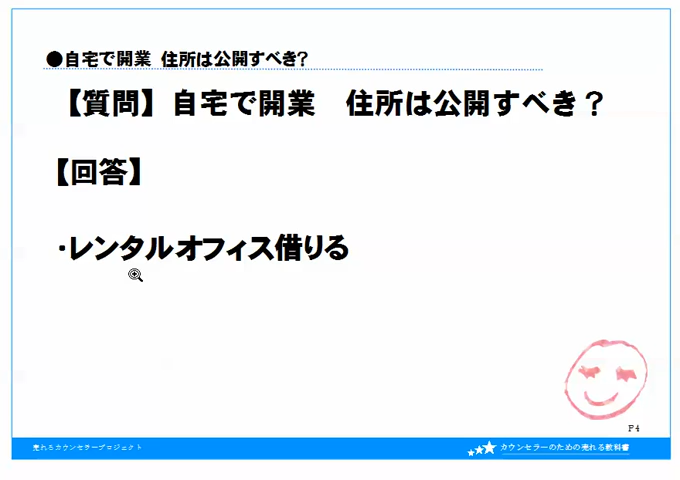 ●自宅で開業 住所は公開すべき?
【質問】自宅で開業 住所は公開すべき？
【回答】
・レンタルオフィス借りる
P4
売れるカウンセラープロジェクト
カウンセラーのための売れる教科書